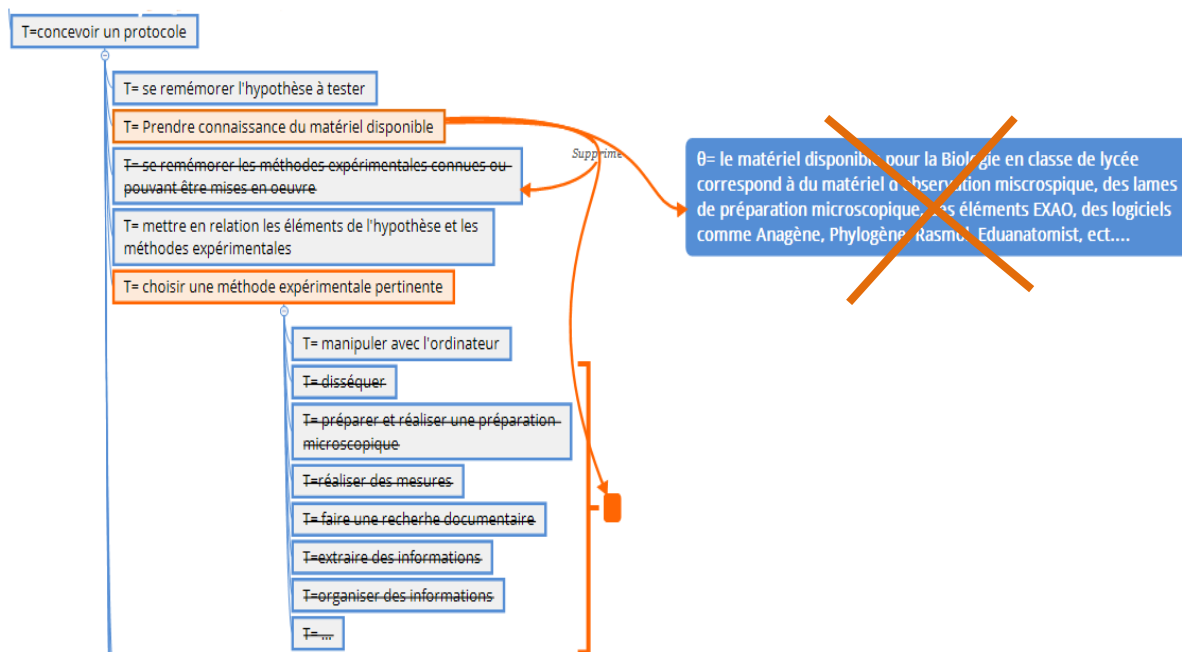 T=concevoir un protocole
T= se remémorer l'hypothèse à tester
T= Prendre connaissance du matériel disponible
T= se remémorer les méthodes expérimentales connues ou
pouvant être mises en oeuvre
Supprime
θ= le matériel disponible pour la Biologie en classe de lycée
correspond à du matériel d'observation miscrospique, des lames
de préparation microscopique, des éléments EXAO, des logiciels
comme Anagène, Phylogène, Rasmol, Eduanatomist, ect....
T= mettre en relation les éléments de l'hypothèse et les
méthodes expérimentales
T= choisir une méthode expérimentale pertinente
T= manipuler avec l'ordinateur
T= disséquer
T= préparer et réaliser une préparation
microscopique
T=réaliser des mesures
T= faire une recherhe documentaire
T=extraire des informations
T=organiser des informations
T= ...